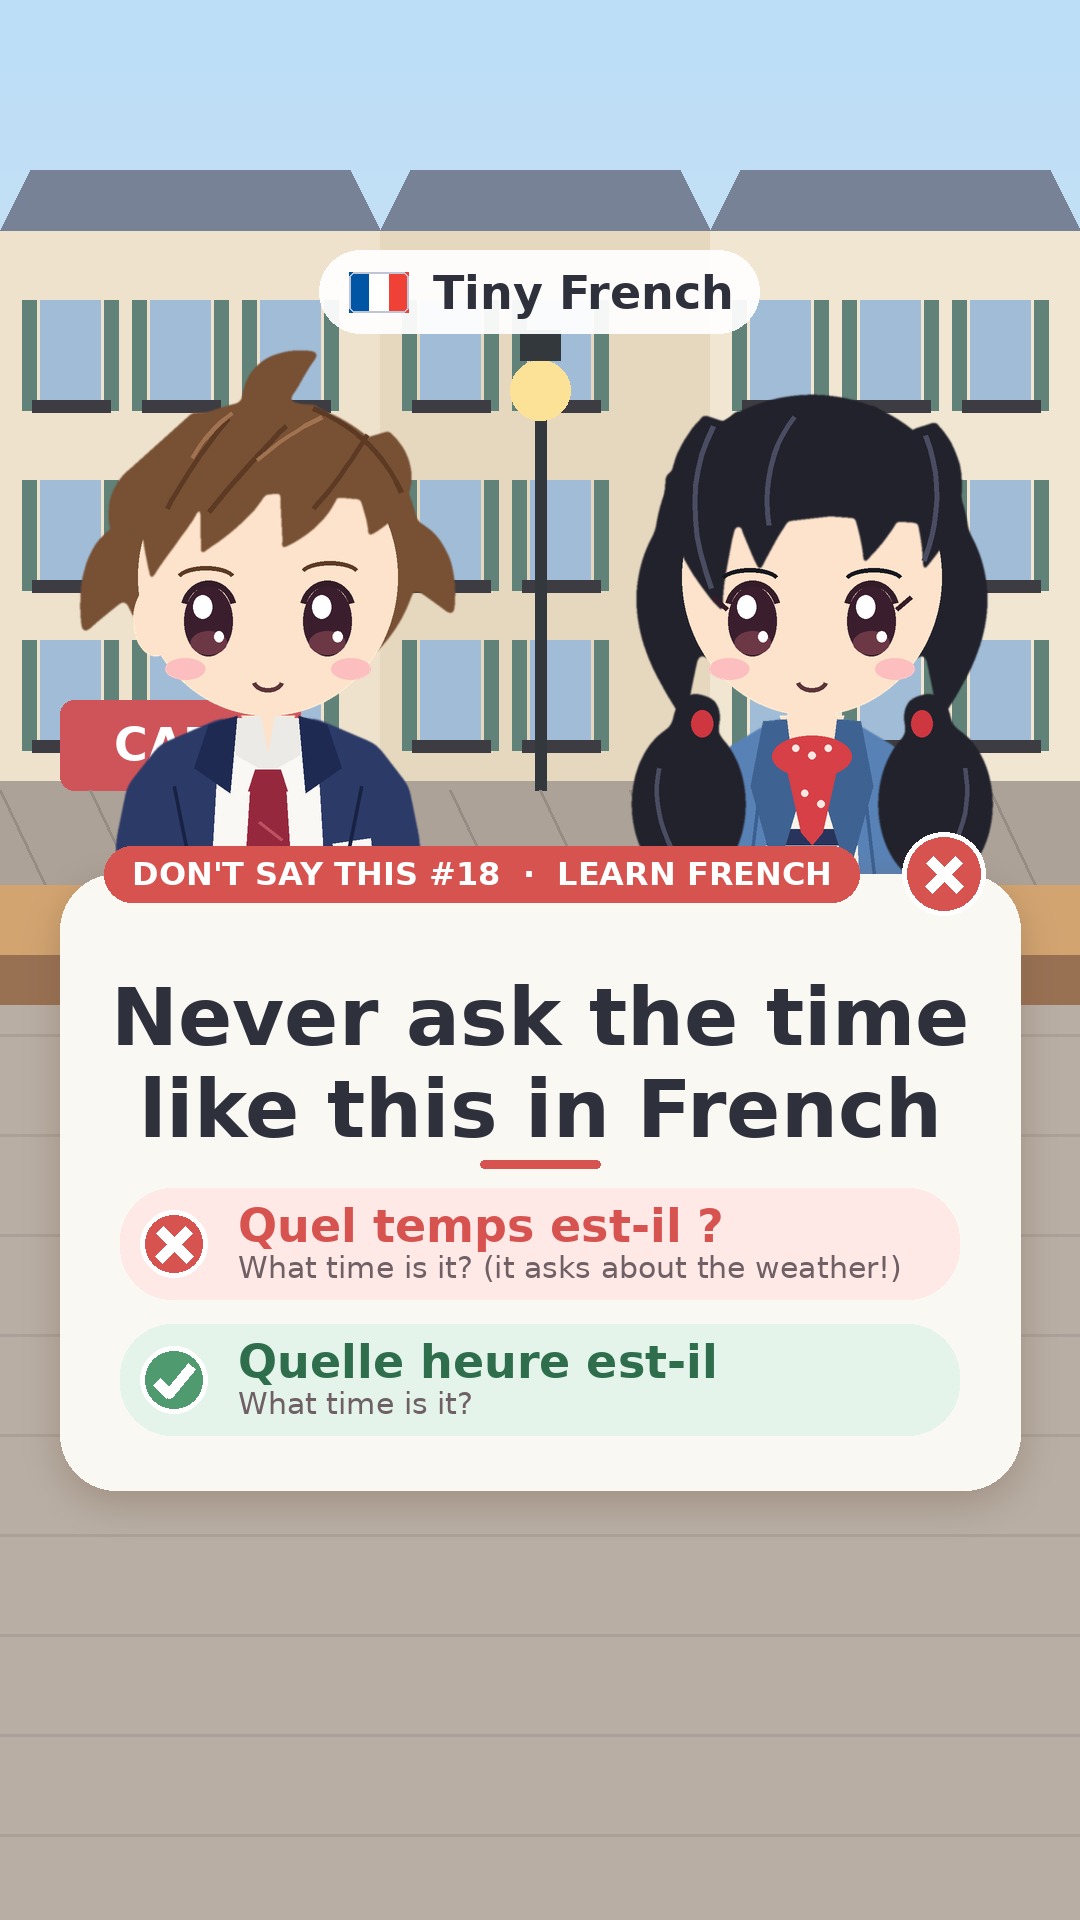 Tiny French
DON'T SAY THIS #18 · LEARN FRENCH
Never ask the time
like this in French
Quel temps est-il ?
What time is it? (it asks about the weather!)
Quelle heure est-il
What time is it?